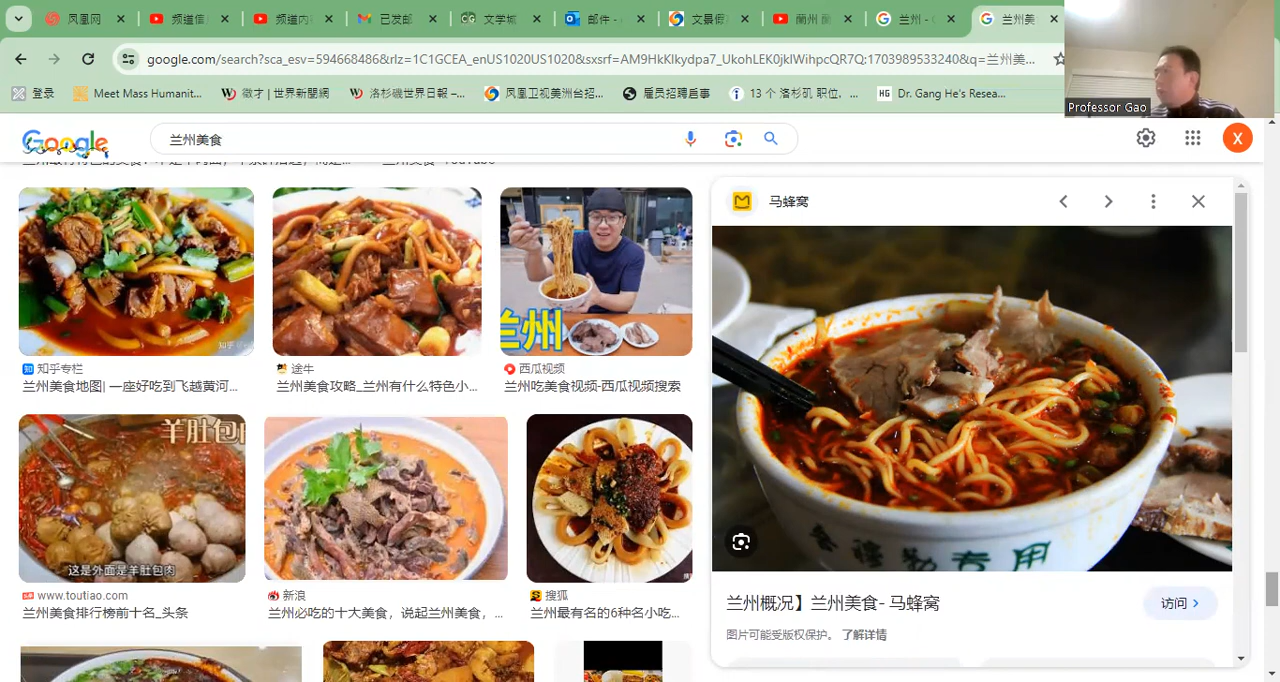 凤凰网
频道信
频道内
已发邮
文学城
邮件 -
文景假
蘭州 蘭
兰州 - G
兰州美
google.com/search?sca_esv=594668486&rlz=1C1GCEA_enUS1020US1020&sxsrf=AM9HkKlkydpa7_UkohLEK0jklWihpcQR7Q:1703989533240&q=兰州美...
登录
Meet Mass Humanit...
徵才 | 世界新聞網
洛杉磯世界日報 –...
凤凰卫视美洲台招...
雇员招聘启事
13 个 洛杉矶 职位，...
HG Dr. Gang He's Resea...
Professor Gao
Google
兰州美食
X
马蜂窝
兰州
知乎专栏
兰州美食地图| 一座好吃到飞越黄河...
途牛
兰州美食攻略_兰州有什么特色小...
西瓜视频
兰州吃美食视频-西瓜视频搜索
羊肚包肉
这是外面是羊肚包肉
专用
www.toutiao.com
兰州美食排行榜前十名_头条
新浪
兰州必吃的十大美食，说起兰州美食，...
搜狐
兰州最有名的6种名小吃...
兰州概况】兰州美食- 马蜂窝
访问
图片可能受版权保护。 了解详情